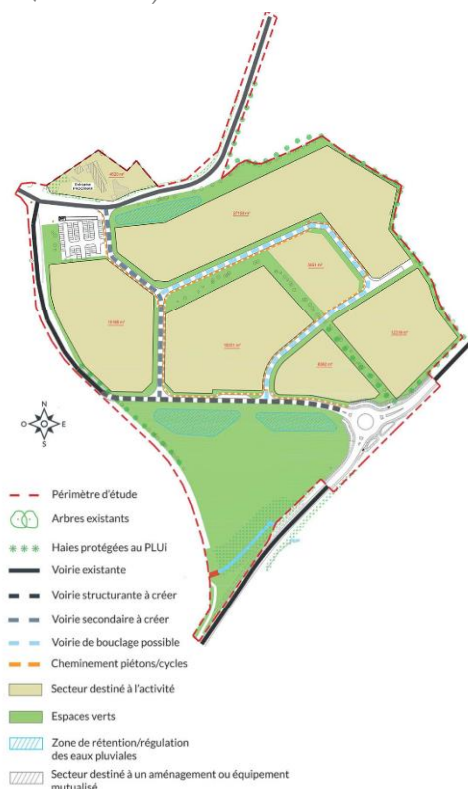 N
O E
S
Périmètre d'étude
Arbres existants
Haies protégées au PLUi
Voirie existante
Voirie structurante à créer
Voirie secondaire à créer
Voirie de bouclage possible
Cheminement piétons/cycles
Secteur destiné à l'activité
Espaces verts
Zone de rétention/régulation
des eaux pluviales
Secteur destiné à un aménagement ou équipement
mutualisé